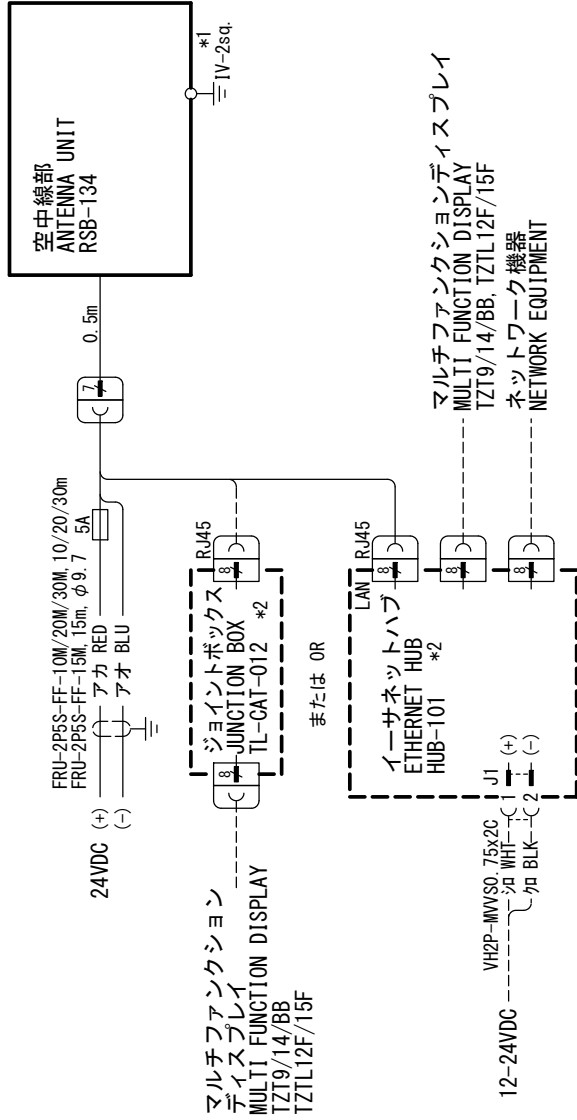 空中線部
ANTENNA UNIT
RSB-134
*1
IV-2sq.
0.5m
7
FRU-2P5S-FF-10M/20M/30M, 10/20/30m
FRU-2P5S-FF-15M, 15m, φ9.7
5A
24VDC
(+)
アカ RED
(-)
アオ BLU
マルチファンクション
ディスプレイ
MULTI FUNCTION DISPLAY
TZT9/14/BB
TZTL12F/15F
8
ジョイントボックス
JUNCTION BOX
TL-CAT-012
*2
8
RJ45
または OR
イーサネットハブ
ETHERNET HUB
HUB-101
*2
LAN
RJ45
8
8
8
マルチファンクションディスプレイ
MULTI FUNCTION DISPLAY
TZT9/14/BB, TZTL12F/15F
ネットワーク機器
NETWORK EQUIPMENT
12-24VDC
VH2P-MVVS0.75x2C
シロ WHT
クロ BLK
J1
1
(+)
2
(-)